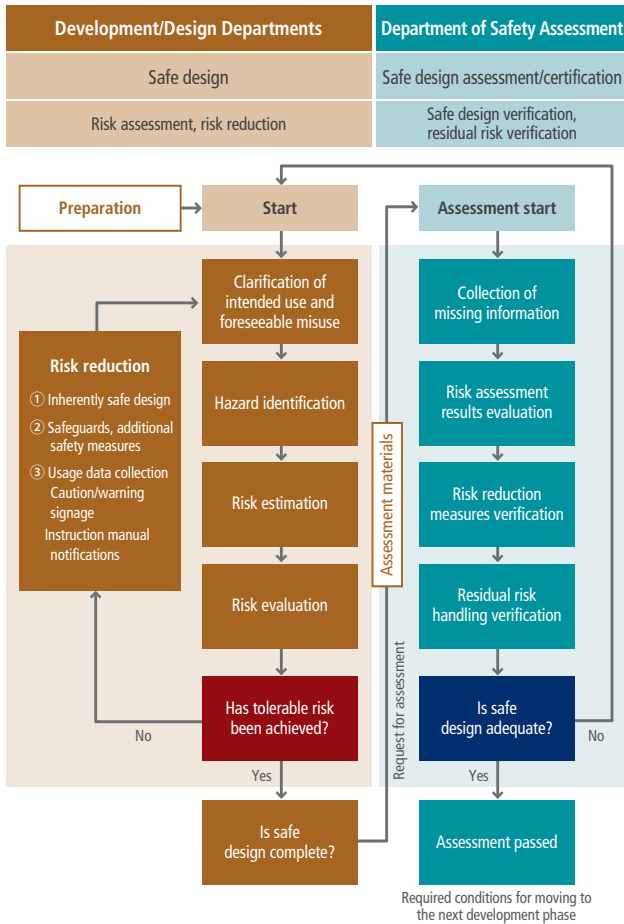 Development/Design Departments
Department of Safety Assessment
Safe design
Safe design assessment/certification
Risk assessment, risk reduction
Safe design verification,
residual risk verification
Preparation
Start
Assessment start
Clarification of
intended use and
foreseeable misuse
Collection of
missing information
Risk reduction
① Inherently safe design
② Safeguards, additional
safety measures
③ Usage data collection
Caution/warning
signage
Instruction manual
notifications
Hazard identification
Risk assessment
results evaluation
Risk estimation
Risk reduction
measures verification
Risk evaluation
Residual risk
handling verification
Assessment materials
Request for assessment
Has tolerable risk
been achieved?
No
Yes
Is safe
design adequate?
No
Yes
Is safe
design complete?
Assessment passed
Required conditions for moving to
the next development phase